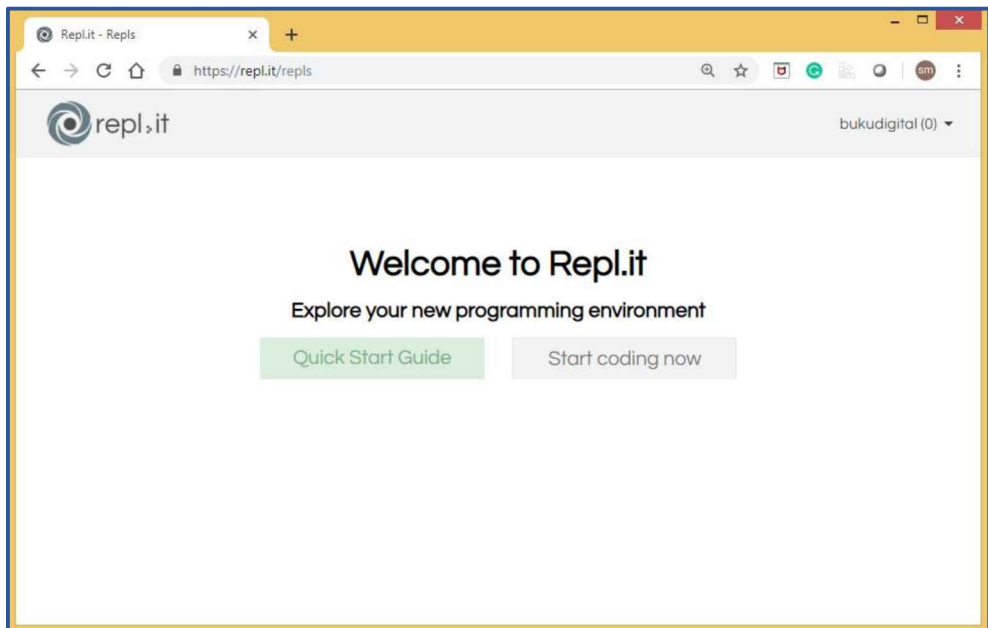 Repl.it - Repls
https://repl.it/repls
sm
repl.it
bukudigital (0)
Welcome to Repl.it
Explore your new programming environment
Quick Start Guide
Start coding now